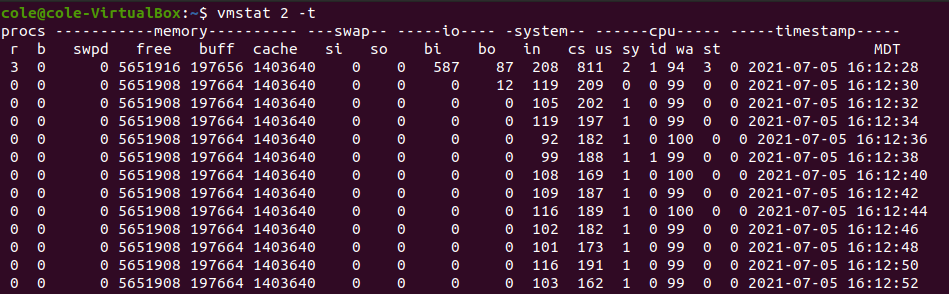 cole@cole-VirtualBox:~$ vmstat 2 -t
procs -----------memory---------- ---swap-- -----io---- -system-- ------cpu----- -----timestamp-----
 r  b   swpd   free   buff  cache   si   so    bi    bo   in   cs us sy id wa st                 MDT
 3  0      0 5651916 197656 1403640    0    0   587    87  208  811  2  1 94  3  0 2021-07-05 16:12:28
 0  0      0 5651908 197664 1403640    0    0     0    12  119  209  0  0 99  0  0 2021-07-05 16:12:30
 0  0      0 5651908 197664 1403640    0    0     0     0  105  202  1  0 99  0  0 2021-07-05 16:12:32
 0  0      0 5651908 197664 1403640    0    0     0     0  119  197  1  0 99  0  0 2021-07-05 16:12:34
 0  0      0 5651908 197664 1403640    0    0     0     0   92  182  1  0 100  0  0 2021-07-05 16:12:36
 0  0      0 5651908 197664 1403640    0    0     0     0   99  188  1  1 99  0  0 2021-07-05 16:12:38
 0  0      0 5651908 197664 1403640    0    0     0     0  108  169  1  0 100  0  0 2021-07-05 16:12:40
 0  0      0 5651908 197664 1403640    0    0     0     0  109  187  1  0 99  0  0 2021-07-05 16:12:42
 0  0      0 5651908 197664 1403640    0    0     0     0  116  189  1  0 100  0  0 2021-07-05 16:12:44
 0  0      0 5651908 197664 1403640    0    0     0     0  102  182  1  0 99  0  0 2021-07-05 16:12:46
 0  0      0 5651908 197664 1403640    0    0     0     0  101  173  1  0 99  0  0 2021-07-05 16:12:48
 0  0      0 5651908 197664 1403640    0    0     0     0  116  191  1  0 99  0  0 2021-07-05 16:12:50
 0  0      0 5651908 197664 1403640    0    0     0     0  103  162  1  0 99  0  0 2021-07-05 16:12:52